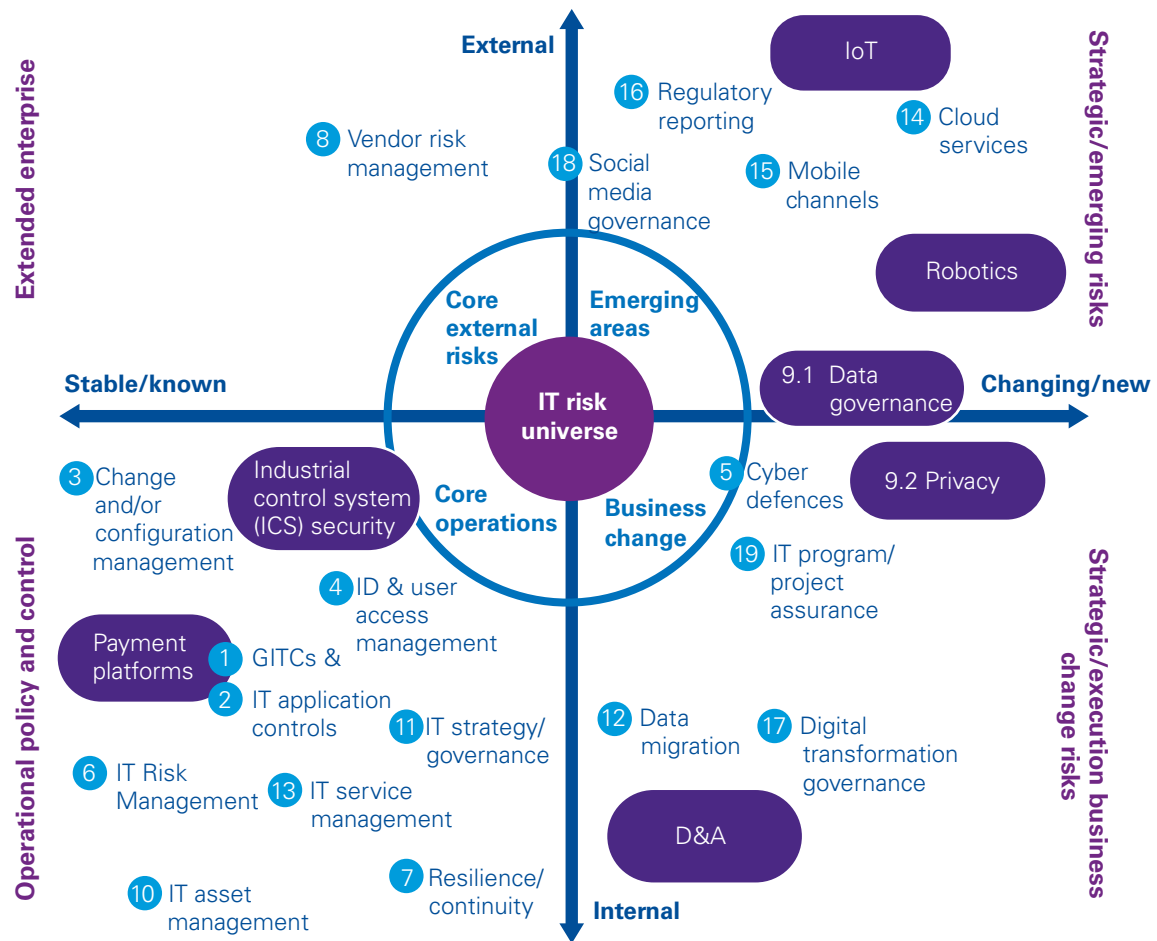 External
IoT
16 Regulatory
reporting
14 Cloud
services
8 Vendor risk
management
18 Social
media
governance
15 Mobile
channels
Extended enterprise
Strategic/emerging risks
Robotics
Core
external
risks
Emerging
areas
Stable/known
IT risk
universe
9.1 Data
governance
Changing/new
3 Change
and/or
configuration
management
Industrial
control system
(ICS) security
Core
operations
Business
change
5 Cyber
defences
9.2 Privacy
19 IT program/
project
assurance
4 ID & user
access
management
Payment
platforms
1 GITCs &
2 IT application
controls
11 IT strategy/
governance
12 Data
migration
17 Digital
transformation
governance
6 IT Risk
Management
13 IT service
management
D&A
7 Resilience/
continuity
10 IT asset
management
Internal
Operational policy and control
Strategic/execution business
change risks